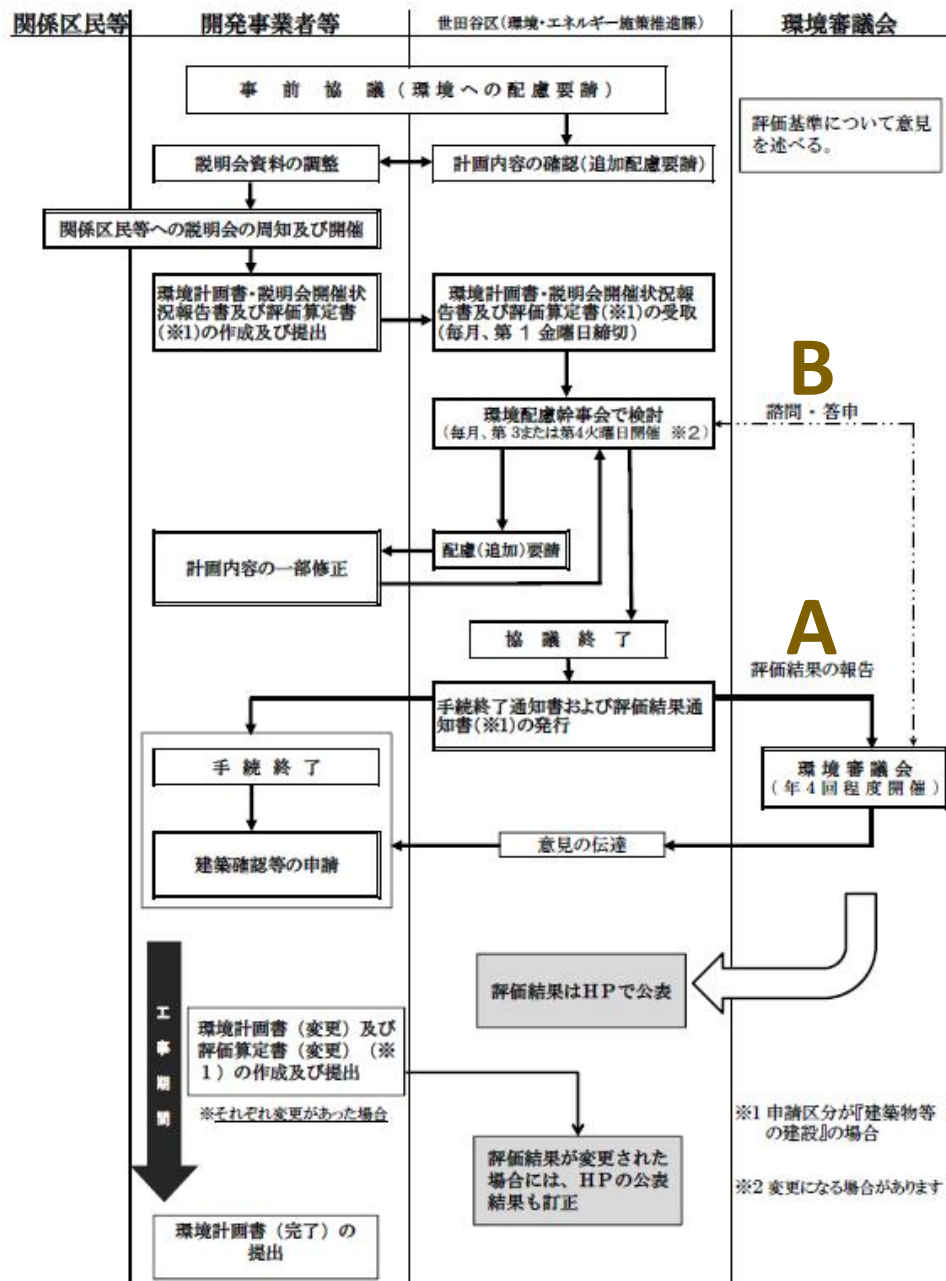 関係区民等
開発事業者等
世田谷区(環境・エネルギー施策推進課)
環境審議会
事前協議(環境への配慮要請)
評価基準について意見
を述べる。
説明会資料の調整
計画内容の確認(追加配慮要請)
関係区民等への説明会の周知及び開催
環境計画書・説明会開催状
況報告書及び評価算定書
(※1)の作成及び提出
環境計画書・説明会開催状況報
告書及び評価算定書(※1)の受取
(毎月、第1金曜日締切)
B
諮問・答申
環境配慮幹事会で検討
(毎月、第3または第4火曜日開催 ※2)
配慮(追加)要請
計画内容の一部修正
協議終了
A
評価結果の報告
手続終了通知書および評価結果通
知書(※1)の発行
手続終了
環境審議会
(年4回程度開催)
意見の伝達
建築確認等の申請
評価結果はHPで公表
工事期間
環境計画書(変更)及び
評価算定書(変更)(※
1)の作成及び提出
※それぞれ変更があった場合
※1 申請区分が『建築物等
の建設』の場合
評価結果が変更された
場合には、HPの公表
結果も訂正
※2 変更になる場合があります
環境計画書(完了)の
提出